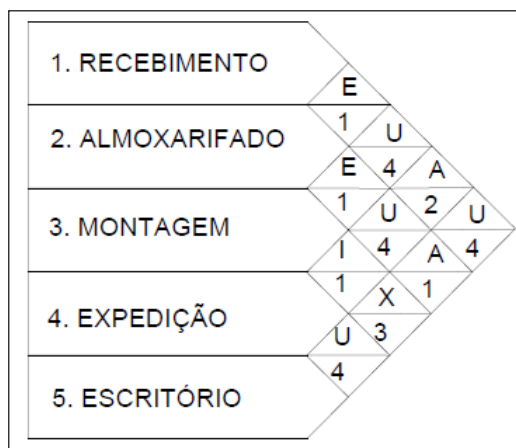 1. RECEBIMENTO
E
1 U
2. ALMOXARIFADO
E 4 A
1 U 2 U
3. MONTAGEM
I 4 A 4
1 X 1
4. EXPEDIÇÃO
U 3
4
5. ESCRITÓRIO